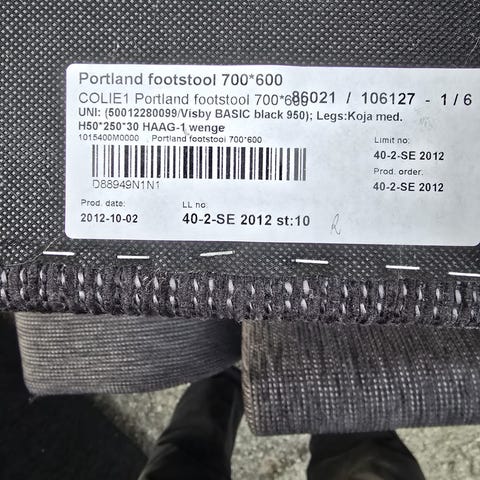 Portland footstool 700*600
COLIE1 Portland footstool 700*600 86021 / 106127 - 1 / 6
UNI: (50012280099/Visby BASIC black 950); Legs:Koja med.
H50*250*30 HAAG-1 wenge
1015400M0000 Portland footstool 700*600
Limit no:
40-2-SE 2012
Prod. order.
40-2-SE 2012
D88949N1N1
Prod. date:
2012-10-02
LL no:
40-2-SE 2012 st:10
R